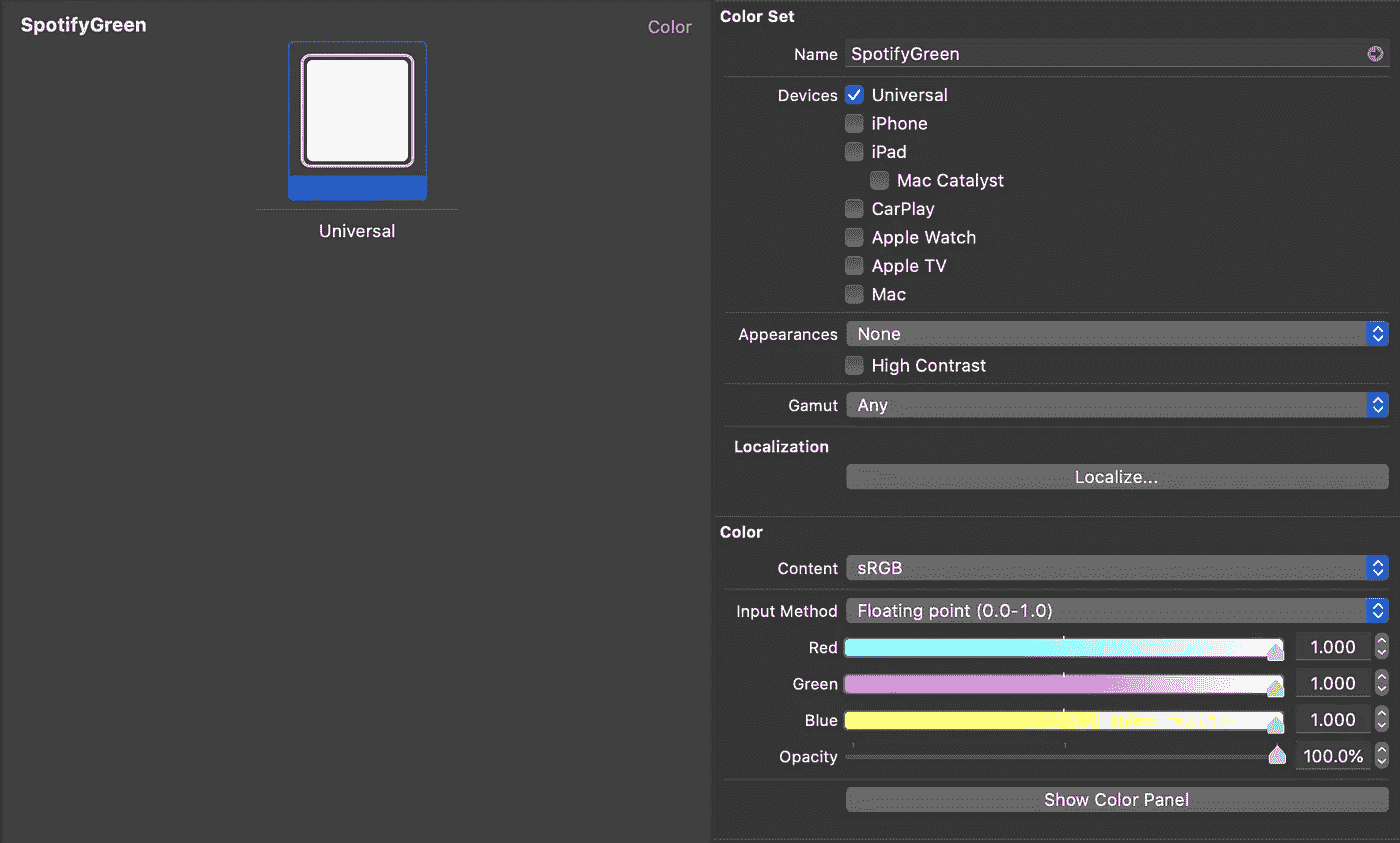 SpotifyGreen
Color
Universal
Color Set
Name SpotifyGreen
Devices Universal
iPhone
iPad
Mac Catalyst
CarPlay
Apple Watch
Apple TV
Mac
Appearances None
High Contrast
Gamut Any
Localization
Localize...
Color
Content sRGB
Input Method Floating point (0.0-1.0)
Red 1.000
Green 1.000
Blue 1.000
Opacity 100.0%
Show Color Panel